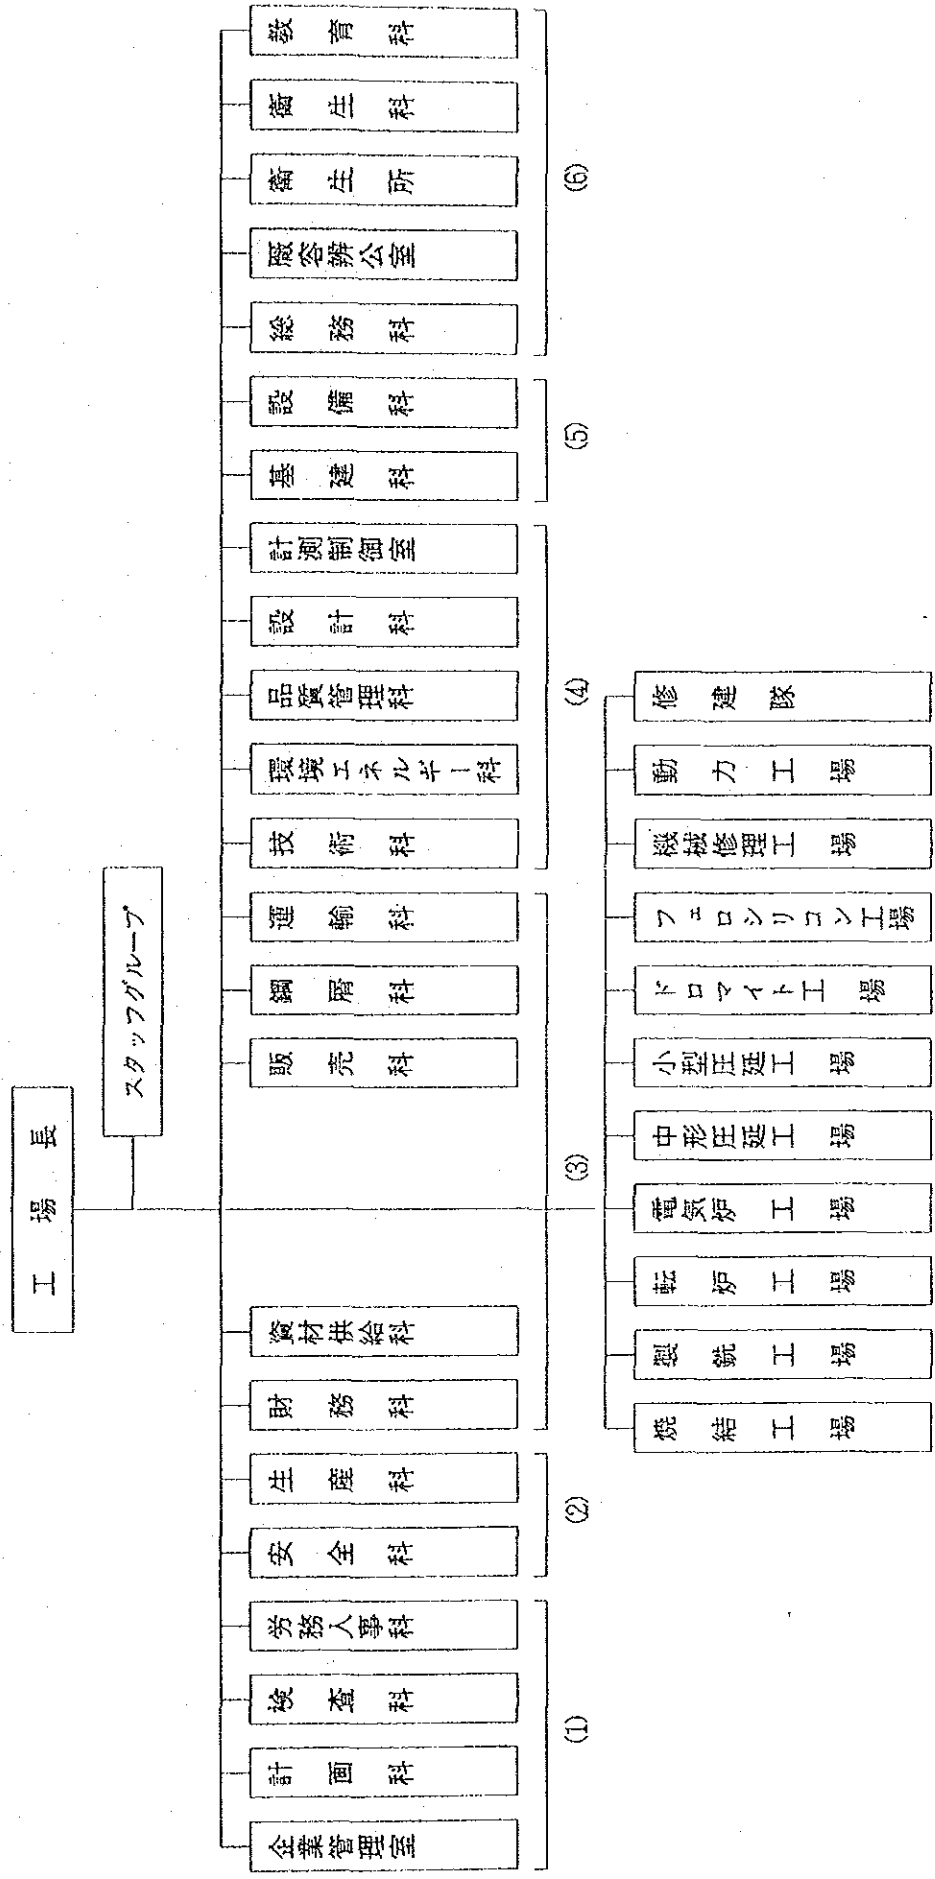 工場長
スタッフグループ
企業管理室
計画科
検査科
労務人事科
安全科
生産科
財務科
資材供給科
販売科
鋼屑科
運輸科
技術科
環境エネルギー科
品質管理科
設計科
計測制御室
基建科
設備科
総務科
厰容辦公室
衛生所
衛生科
教育科
(1)
(2)
(3)
(4)
(5)
(6)
焼結工場
製銑工場
転炉工場
電気炉工場
中形圧延工場
小型圧延工場
ドロマイト工場
フェロシリコン工場
機械修理工場
動力工場
修建隊